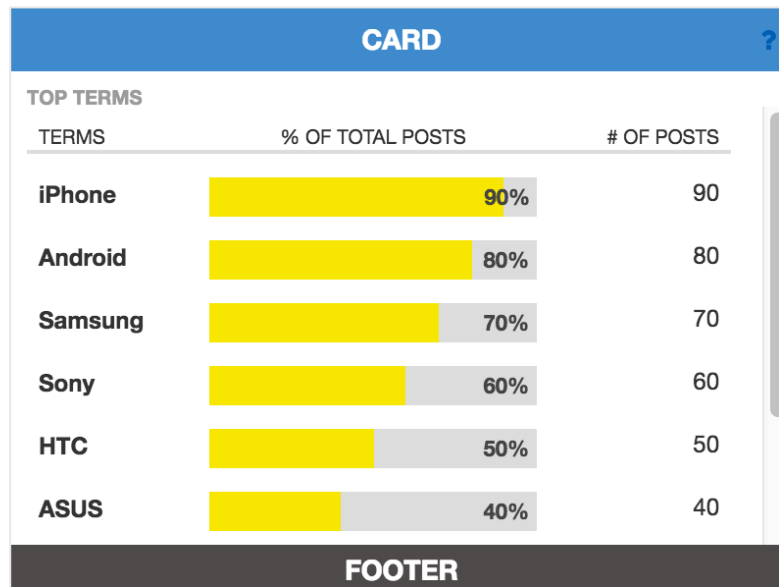 CARD ?
TOP TERMS
TERMS % OF TOTAL POSTS # OF POSTS
iPhone 90% 90
Android 80% 80
Samsung 70% 70
Sony 60% 60
HTC 50% 50
ASUS 40% 40
FOOTER